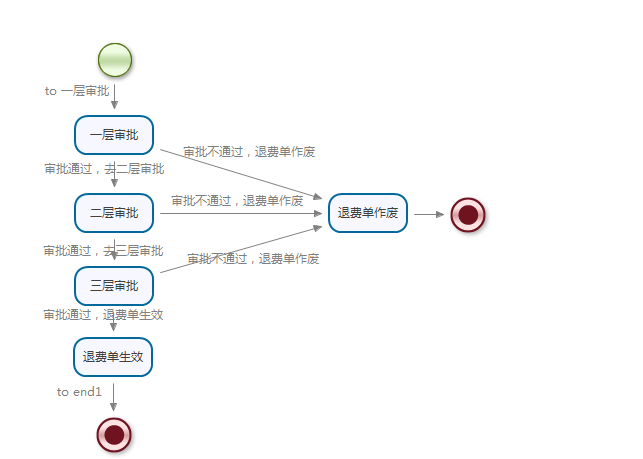 to 一层审批
一层审批
审批不通过，退费单作废
审批通过，去二层审批
审批不通过，退费单作废
二层审批
退费单作废
审批通过，去三层审批
审批不通过，退费单作废
三层审批
审批通过，退费单生效
退费单生效
to end1